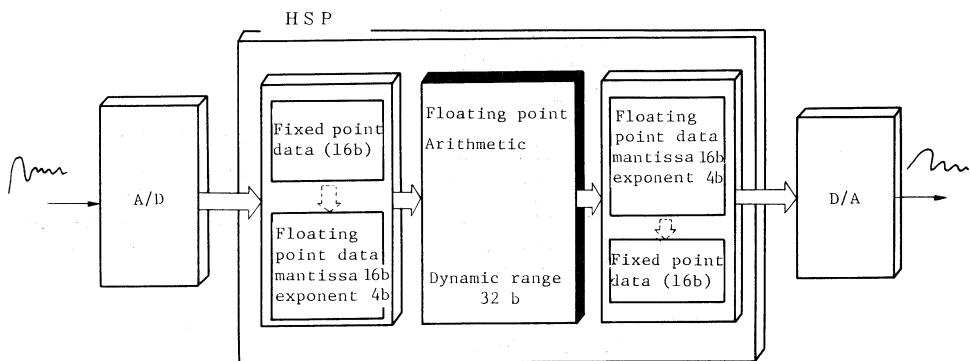 HSP
A/D
Fixed point
data (16b)
Floating
point data
mantissa 16b
exponent 4b
Floating point
Arithmetic
Dynamic range
32 b
Floating
point data
mantissa 16b
exponent 4b
Fixed point
data (16b)
D/A